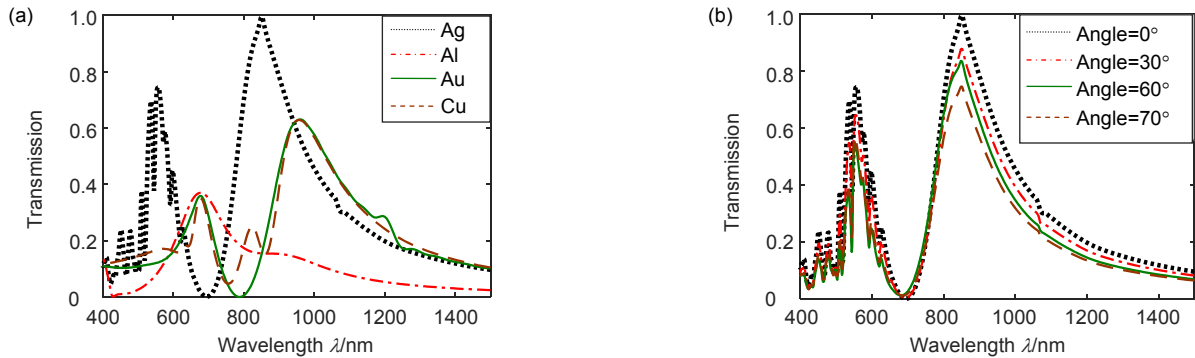 (a)
Transmission
1.0
0.8
0.6
0.4
0.2
0
400 600 800 1000 1200 1400
Wavelength λ/nm
Ag
Al
Au
Cu
(b)
Transmission
1.0
0.8
0.6
0.4
0.2
0
400 600 800 1000 1200 1400
Wavelength λ/nm
Angle=0°
Angle=30°
Angle=60°
Angle=70°